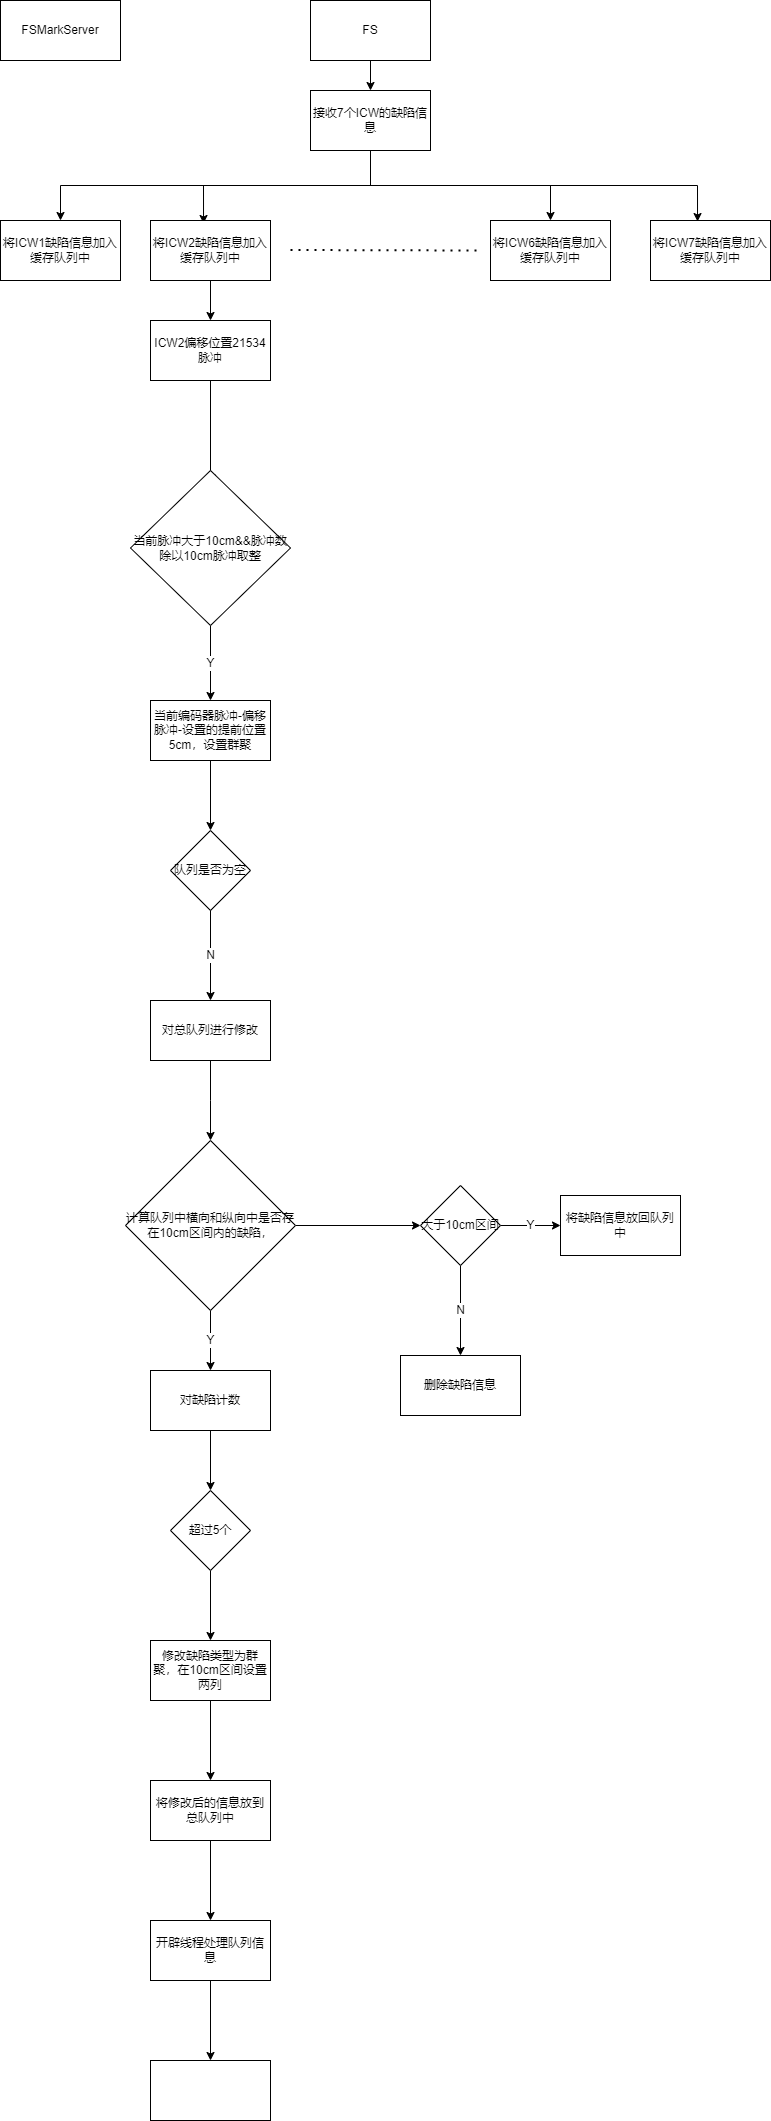 FSMarkServer
FS
接收7个ICW的缺陷信
息
将ICW1缺陷信息加入
缓存队列中
将ICW2缺陷信息加入
缓存队列中
将ICW6缺陷信息加入
缓存队列中
将ICW7缺陷信息加入
缓存队列中
ICW2偏移位置21534
脉冲
当前脉冲大于10cm&&脉冲数
除以10cm脉冲取整
Y
当前编码器脉冲-偏移
脉冲-设置的提前位置
5cm，设置群聚
队列是否为空
N
对总队列进行修改
计算队列中横向和纵向中是否存
在10cm区间内的缺陷，
大于10cm区间
Y
将缺陷信息放回队列
中
N
删除缺陷信息
Y
对缺陷计数
超过5个
修改缺陷类型为群
聚，在10cm区间设置
两列
将修改后的信息放到
总队列中
开辟线程处理队列信
息